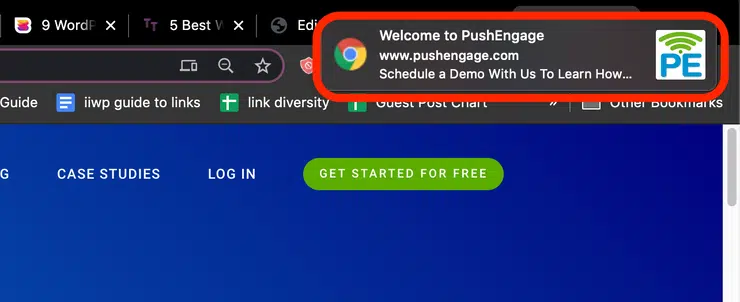 9 WordP
TT
5 Best W
Edi
Welcome to PushEngage
www.pushengage.com
Schedule a Demo With Us To Learn How...
PE
Guide
iiwp guide to links
link diversity
Guest Post Chart
»
Other Bookmarks
G
CASE STUDIES
LOG IN
GET STARTED FOR FREE